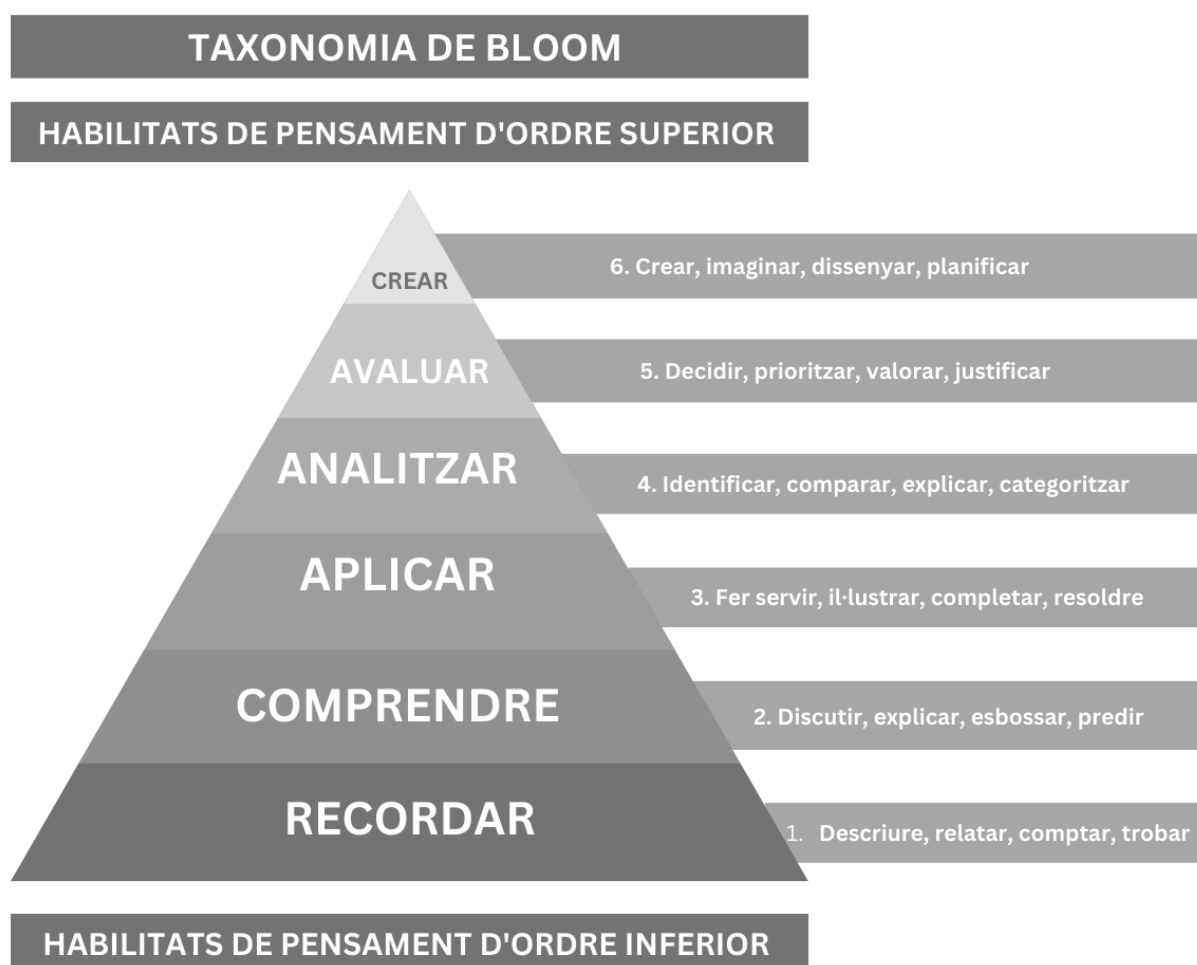 TAXONOMIA DE BLOOM
HABILITATS DE PENSAMENT D'ORDRE SUPERIOR
CREAR
6. Crear, imaginar, dissenyar, planificar
AVALUAR
5. Decidir, prioritzar, valorar, justificar
ANALITZAR
4. Identificar, comparar, explicar, categoritzar
APLICAR
3. Fer servir, il·lustrar, completar, resoldre
COMPRENDRE
2. Discutir, explicar, esbossar, predir
RECORDAR
1. Descriure, relatar, comptar, trobar
HABILITATS DE PENSAMENT D'ORDRE INFERIOR